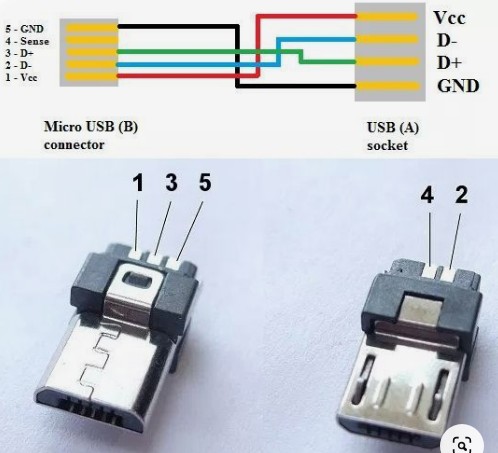 5 - GND
4 - Sense
3 - D+
2 - D-
1 - Vcc
Vcc
D-
D+
GND
Micro USB (B)
connector
USB (A)
socket
1 3 5
4 2